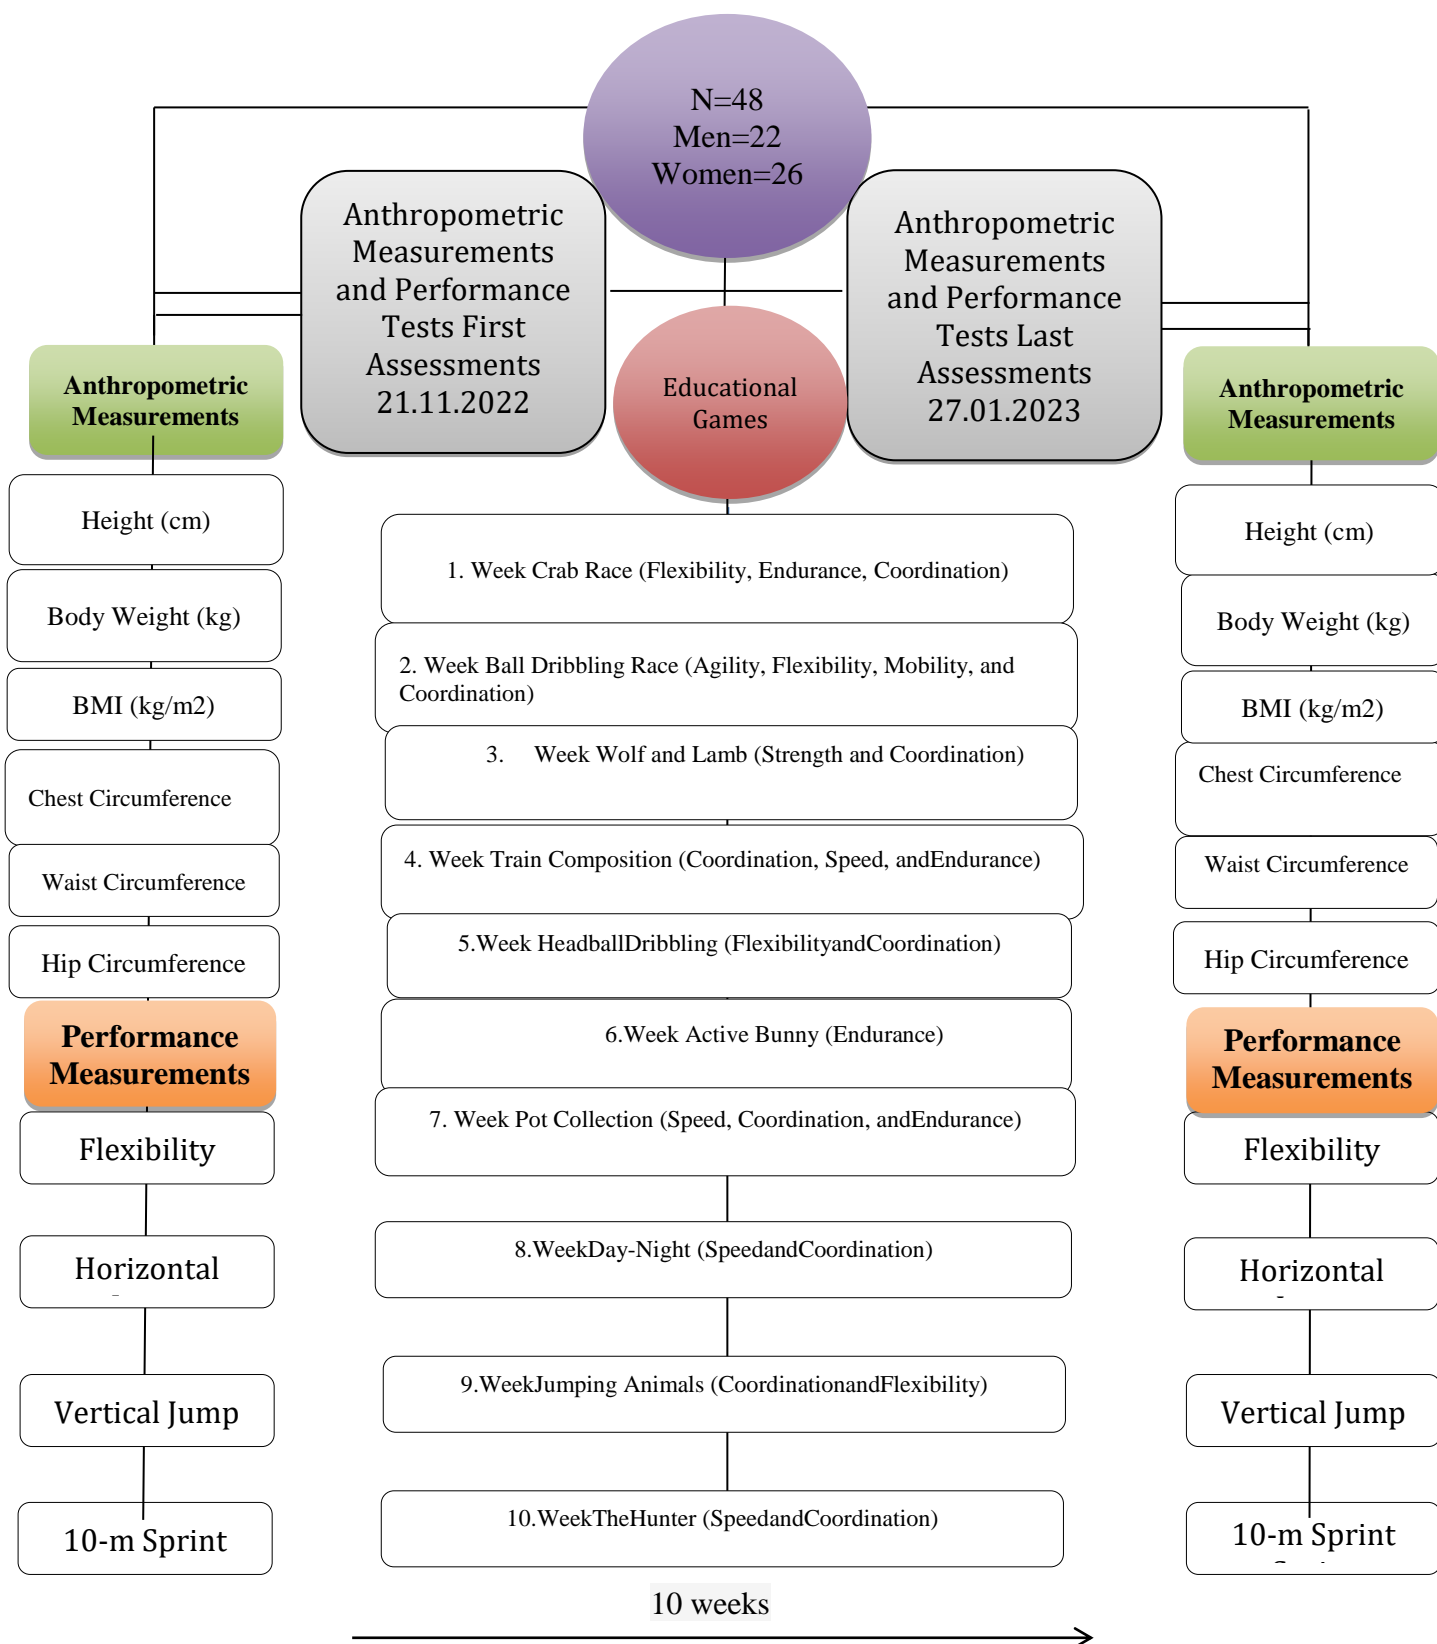 N=48
Men=22
Women=26
Anthropometric
Measurements
and Performance
Tests First
Assessments
21.11.2022
Anthropometric
Measurements
and Performance
Tests Last
Assessments
27.01.2023
Educational
Games
Anthropometric
Measurements
Height (cm)
Body Weight (kg)
BMI (kg/m2)
Chest Circumference
Waist Circumference
Hip Circumference
Performance
Measurements
Flexibility
Horizontal
Vertical Jump
10-m Sprint
1. Week Crab Race (Flexibility, Endurance, Coordination)
2. Week Ball Dribbling Race (Agility, Flexibility, Mobility, and
Coordination)
3. Week Wolf and Lamb (Strength and Coordination)
4. Week Train Composition (Coordination, Speed, andEndurance)
5.Week HeadballDribbling (FlexibilityandCoordination)
6.Week Active Bunny (Endurance)
7. Week Pot Collection (Speed, Coordination, andEndurance)
8.WeekDay-Night (SpeedandCoordination)
9.WeekJumping Animals (CoordinationandFlexibility)
10.WeekTheHunter (SpeedandCoordination)
Anthropometric
Measurements
Height (cm)
Body Weight (kg)
BMI (kg/m2)
Chest Circumference
Waist Circumference
Hip Circumference
Performance
Measurements
Flexibility
Horizontal
Vertical Jump
10-m Sprint
10 weeks